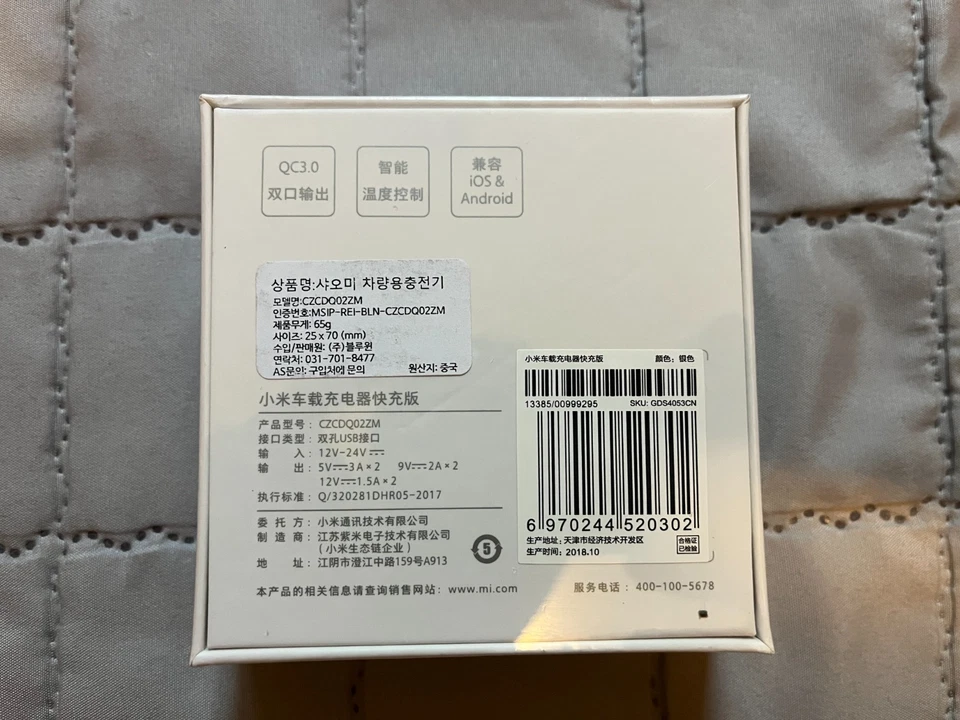 QC3.0
双口输出
智能
温度控制
兼容
iOS &
Android
상품명:샤오미 차량용충전기
모델명:CZCDQ02ZM
인증번호:MSIP-REI-BLN-CZCDQ02ZM
제품무게: 65g
사이즈: 25 x 70 (mm)
수입/판매원: (주)블루윈
연락처: 031-701-8477
AS문의: 구입처에 문의 원산지: 중국
小米车载充电器快充版
产品型号: CZCDQ02ZM
接口类型: 双孔USB接口
输 入: 12V-24V⎓
输 出: 5V⎓3A×2 9V⎓2A×2
12V⎓1.5A×2
执行标准: Q/320281DHR05-2017
委 托 方: 小米通讯技术有限公司
制 造 商: 江苏紫米电子技术有限公司
(小米生态链企业)
地 址: 江阴市澄江中路159号A913
5
本产品的相关信息请查询销售网站: www.mi.com
服务电话: 400-100-5678
小米车载充电器快充版 颜色: 银色
13385/00999295 SKU: GDS4053CN
6 970244 520302
生产地址: 天津市经济技术开发区
生产时间: 2018.10
合格证
已检验